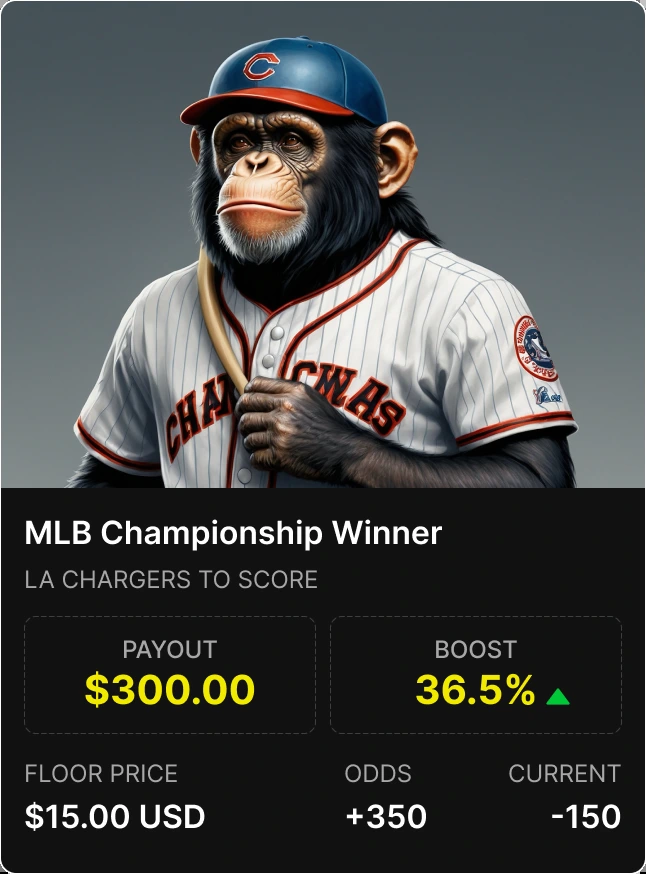 C
CHA
CWAS
MLB Championship Winner
LA CHARGERS TO SCORE
PAYOUT
$300.00
BOOST
36.5%
FLOOR PRICE
ODDS
CURRENT
$15.00 USD
+350
-150